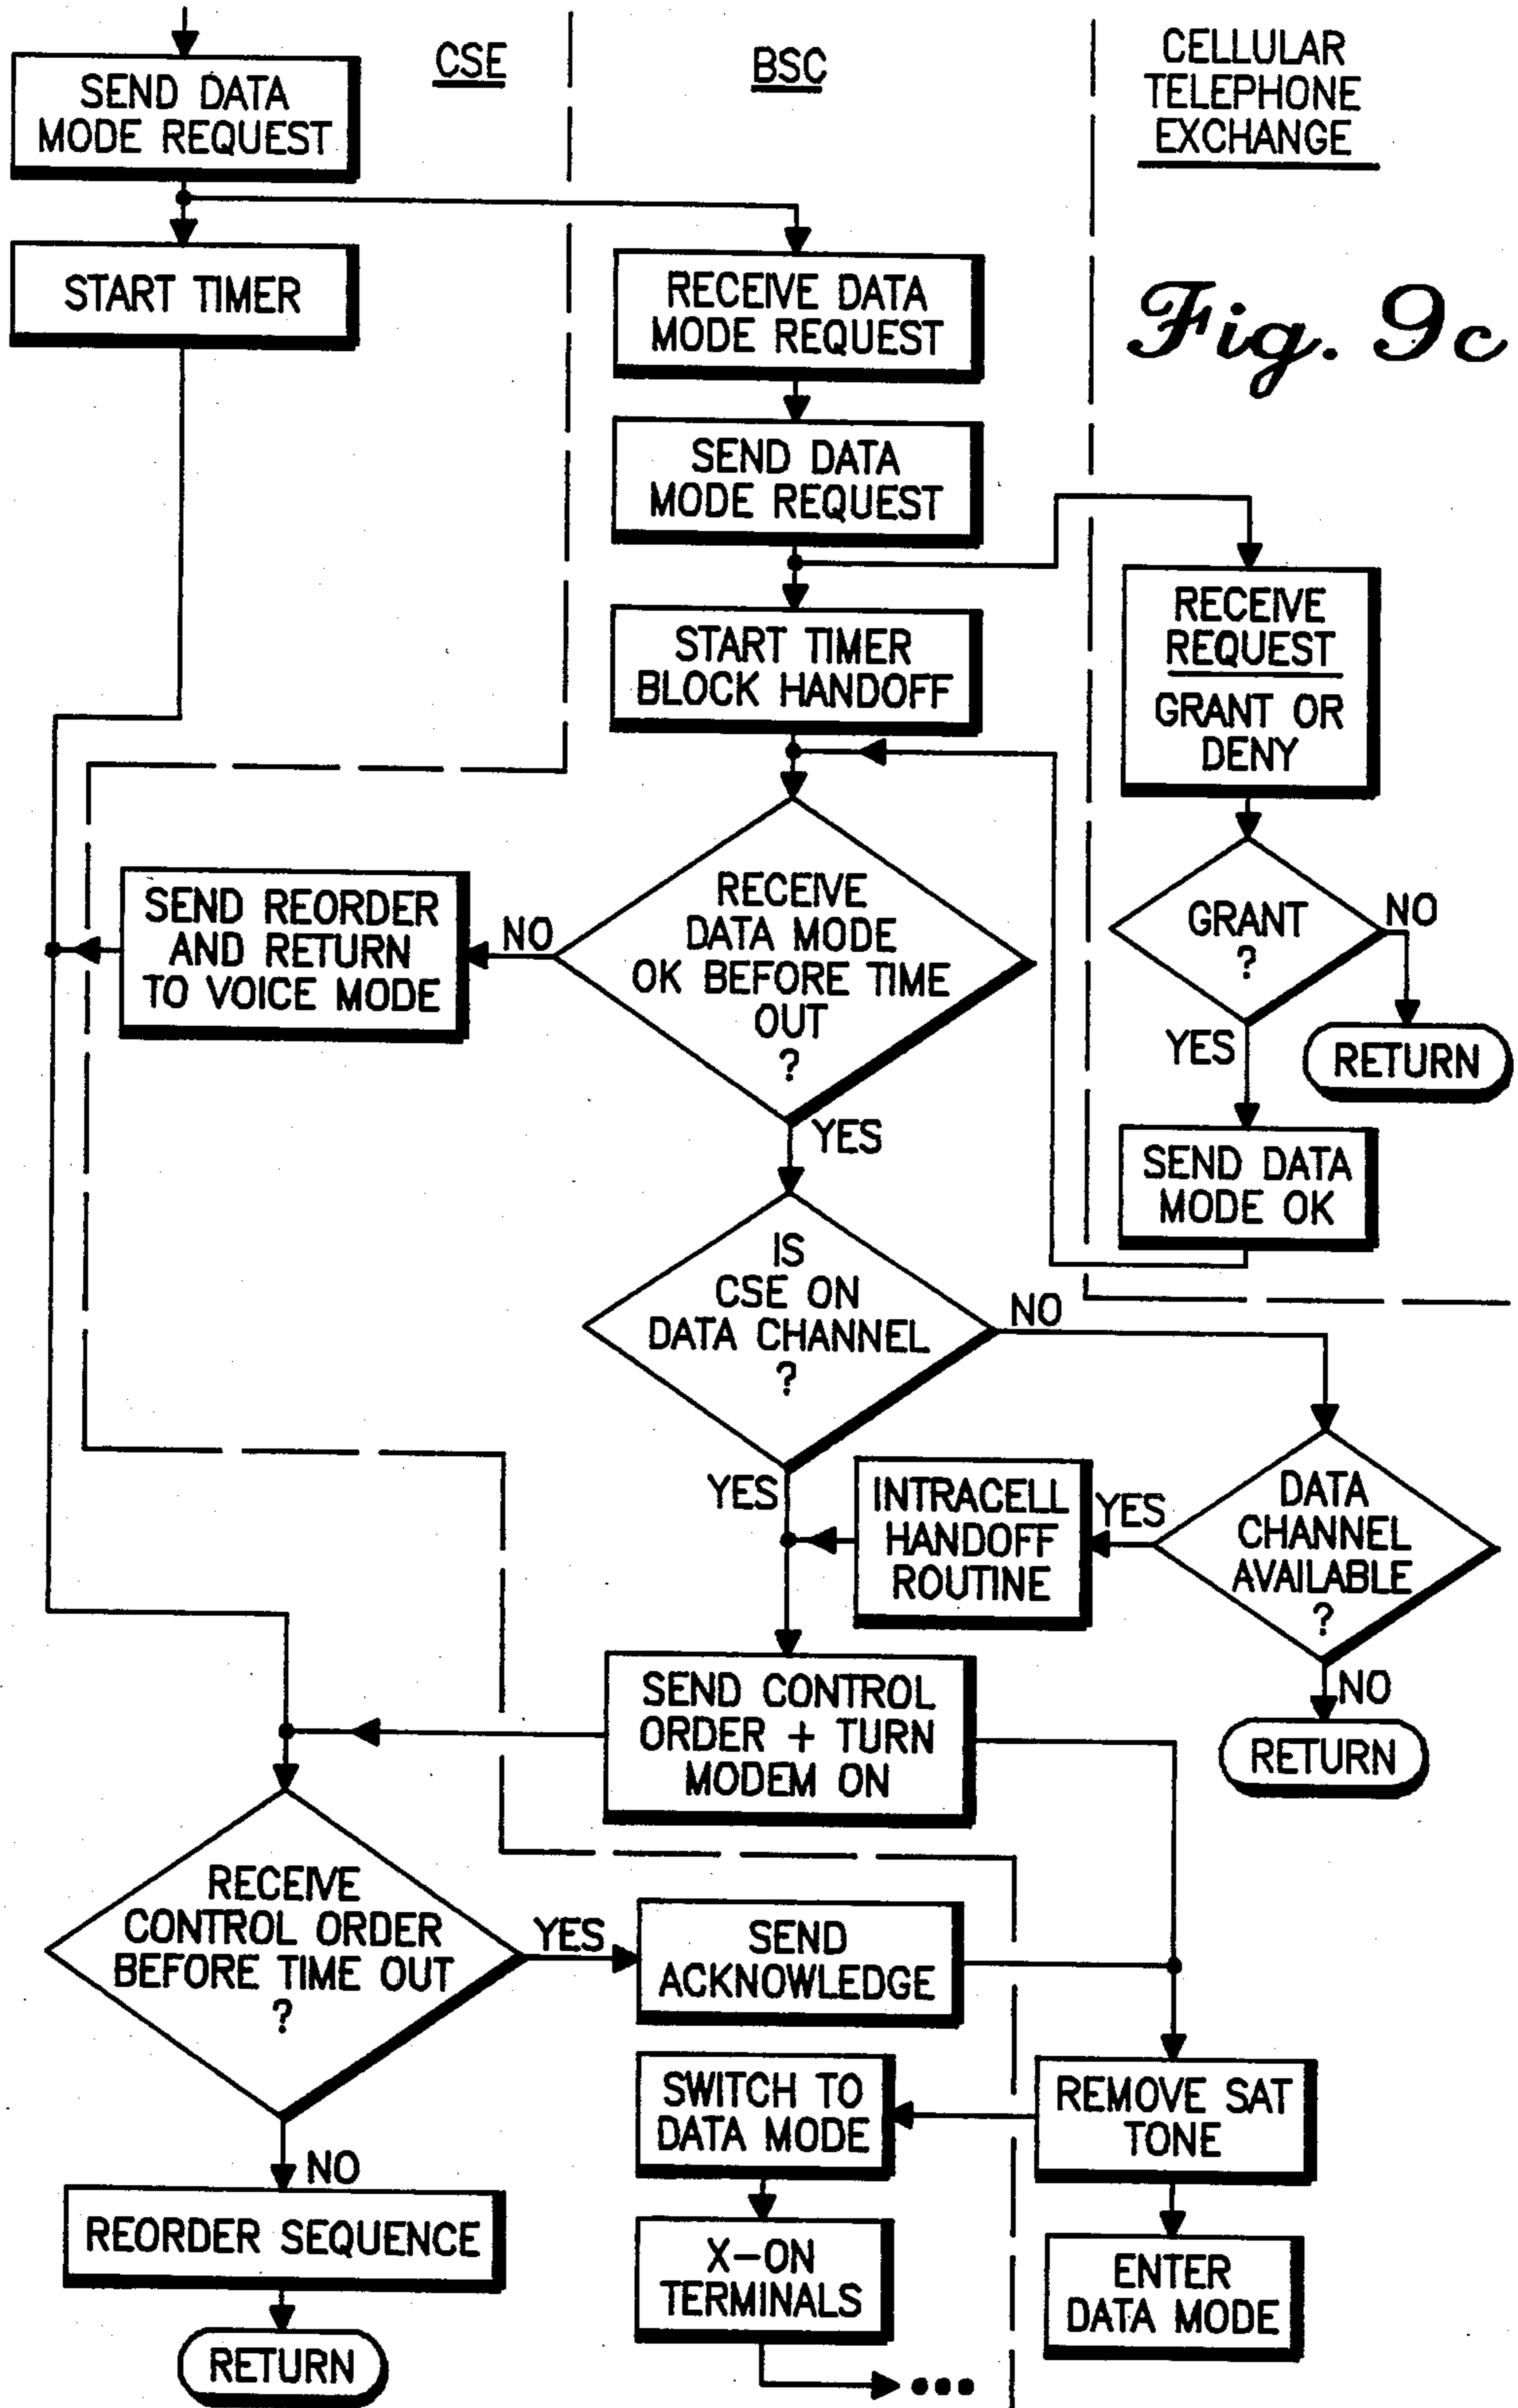 CSE
BSC
CELLULAR
TELEPHONE
EXCHANGE
Fig. 9c
SEND DATA
MODE REQUEST
START TIMER
RECEIVE DATA
MODE REQUEST
SEND DATA
MODE REQUEST
START TIMER
BLOCK HANDOFF
RECEIVE
REQUEST
GRANT OR
DENY
GRANT
?
NO
RETURN
YES
SEND DATA
MODE OK
RECEIVE
DATA MODE
OK BEFORE TIME
OUT
?
NO
SEND REORDER
AND RETURN
TO VOICE MODE
YES
IS
CSE ON
DATA CHANNEL
?
NO
DATA
CHANNEL
AVAILABLE
?
YES
INTRACELL
HANDOFF
ROUTINE
NO
RETURN
YES
SEND CONTROL
ORDER + TURN
MODEM ON
RECEIVE
CONTROL ORDER
BEFORE TIME OUT
?
YES
SEND
ACKNOWLEDGE
NO
REORDER SEQUENCE
RETURN
REMOVE SAT
TONE
SWITCH TO
DATA MODE
X-ON
TERMINALS
ENTER
DATA MODE